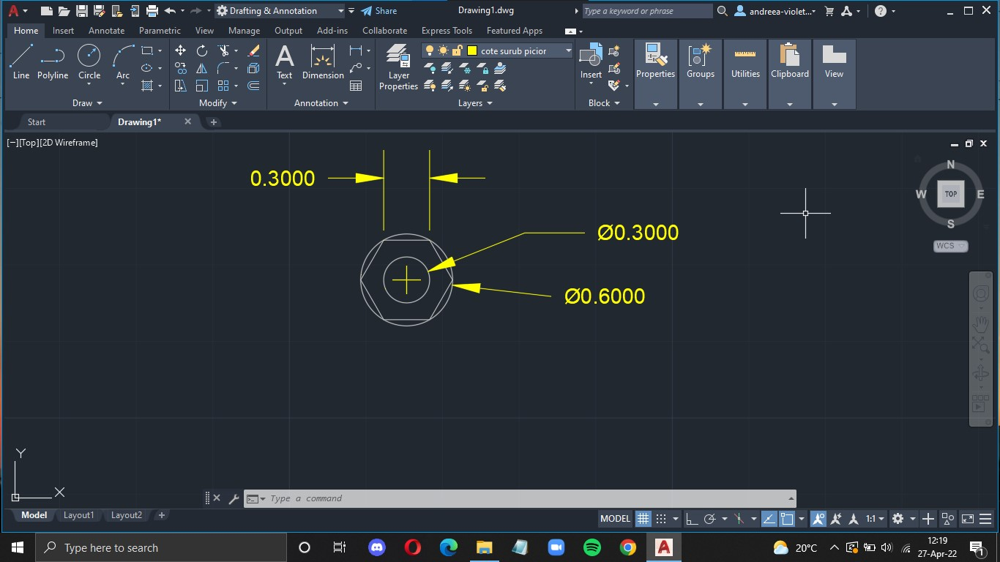 A Drafting & Annotation Share Drawing1.dwg Type a keyword or phrase andreea-violet... ?
Home Insert Annotate Parametric View Manage Output Add-ins Collaborate Express Tools Featured Apps
cote surub picior
Line Polyline Circle Arc
A Text Dimension
Layer Properties
Insert
Properties Groups Utilities Clipboard View
Draw Modify Annotation Layers Block
Start Drawing1*
[−][Top][2D Wireframe]
N
W TOP E
S
WCS
0.3000
Ø0.3000
Ø0.6000
Y
X
Type a command
Model Layout1 Layout2
MODEL 1:1
Type here to search
A
20°C
12:19
27-Apr-22
1